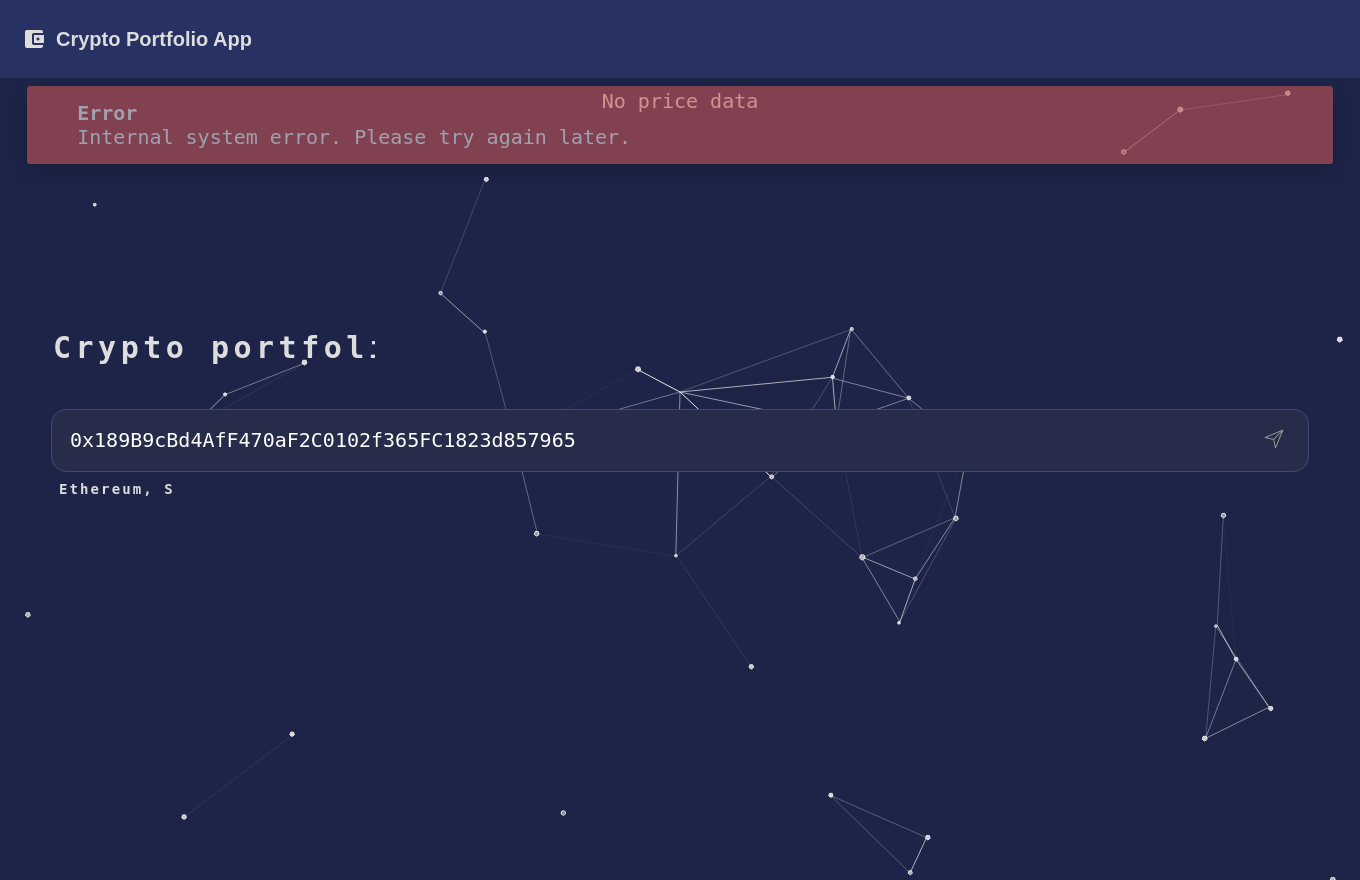 Crypto Portfolio App
No price data
Error
Internal system error. Please try again later.
Crypto portfol:
0x189B9cBd4AfF470aF2C0102f365FC1823d857965
Ethereum, S